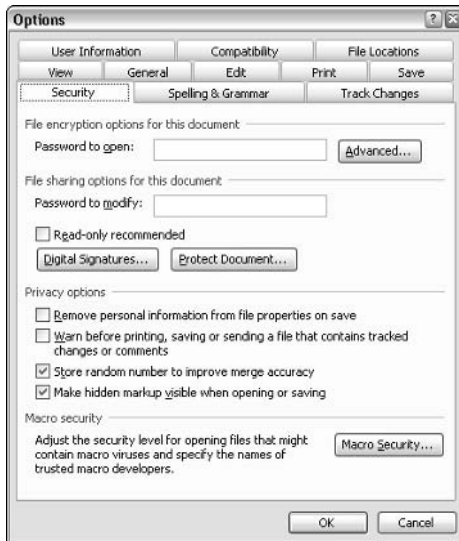 Options
User Information Compatibility File Locations
View General Edit Print Save
Security Spelling & Grammar Track Changes
File encryption options for this document
Password to open: Advanced...
File sharing options for this document
Password to modify:
Read-only recommended
Digital Signatures... Protect Document...
Privacy options
Remove personal information from file properties on save
Warn before printing, saving or sending a file that contains tracked
changes or comments
Store random number to improve merge accuracy
Make hidden markup visible when opening or saving
Macro security
Adjust the security level for opening files that might
contain macro viruses and specify the names of
trusted macro developers.
Macro Security...
OK Cancel